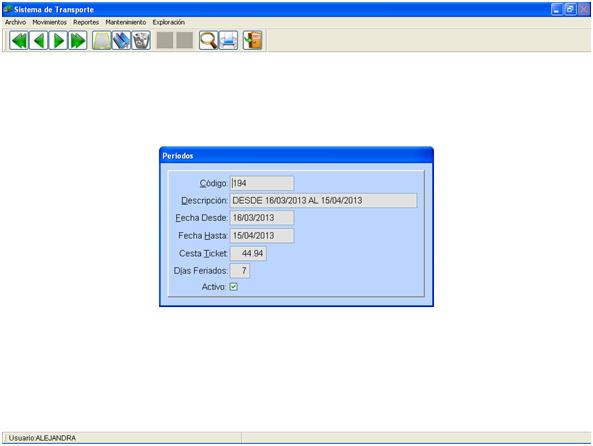 Sistema de Transporte
Archivo Movimientos Reportes Mantenimiento Exploración
Periodos
Código: 194
Descripción: DESDE 16/03/2013 AL 15/04/2013
Fecha Desde: 16/03/2013
Fecha Hasta: 15/04/2013
Cesta Ticket: 44.94
Días Feriados: 7
Activo:
Usuario:ALEJANDRA